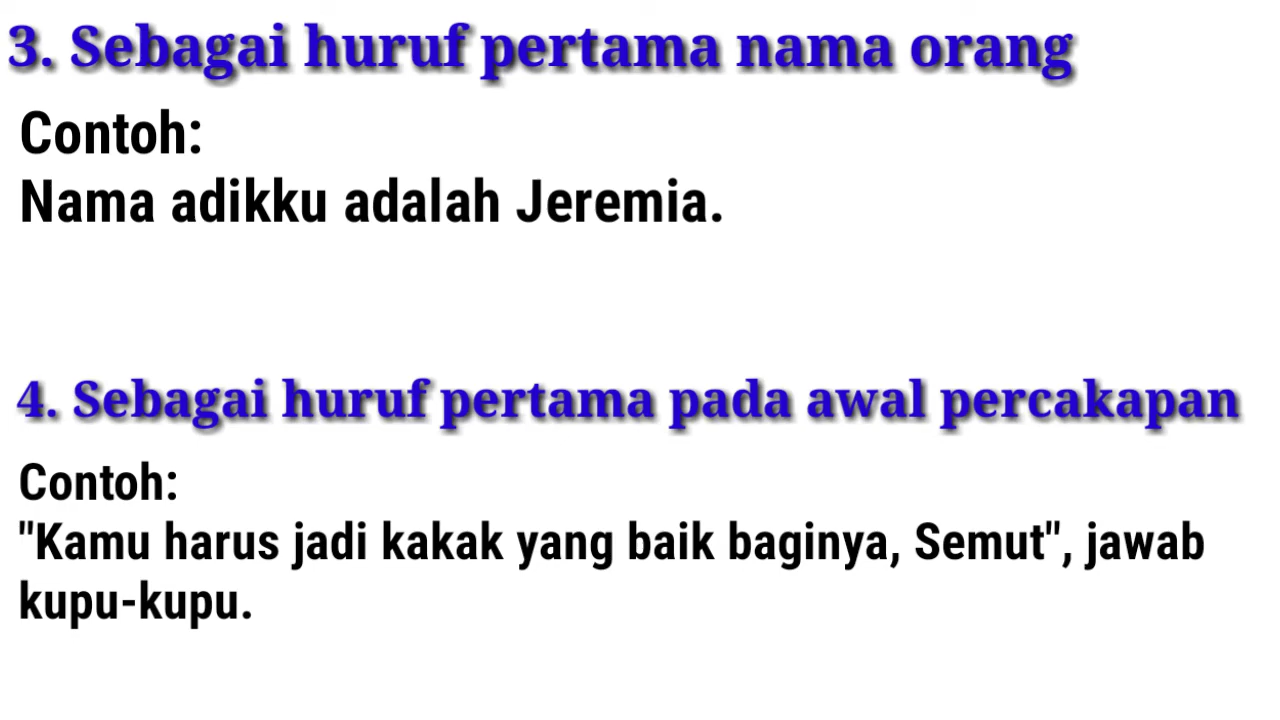 3. Sebagai huruf pertama nama orang
Contoh:
Nama adikku adalah Jeremia.
4. Sebagai huruf pertama pada awal percakapan
Contoh:
"Kamu harus jadi kakak yang baik baginya, Semut", jawab
kupu-kupu.